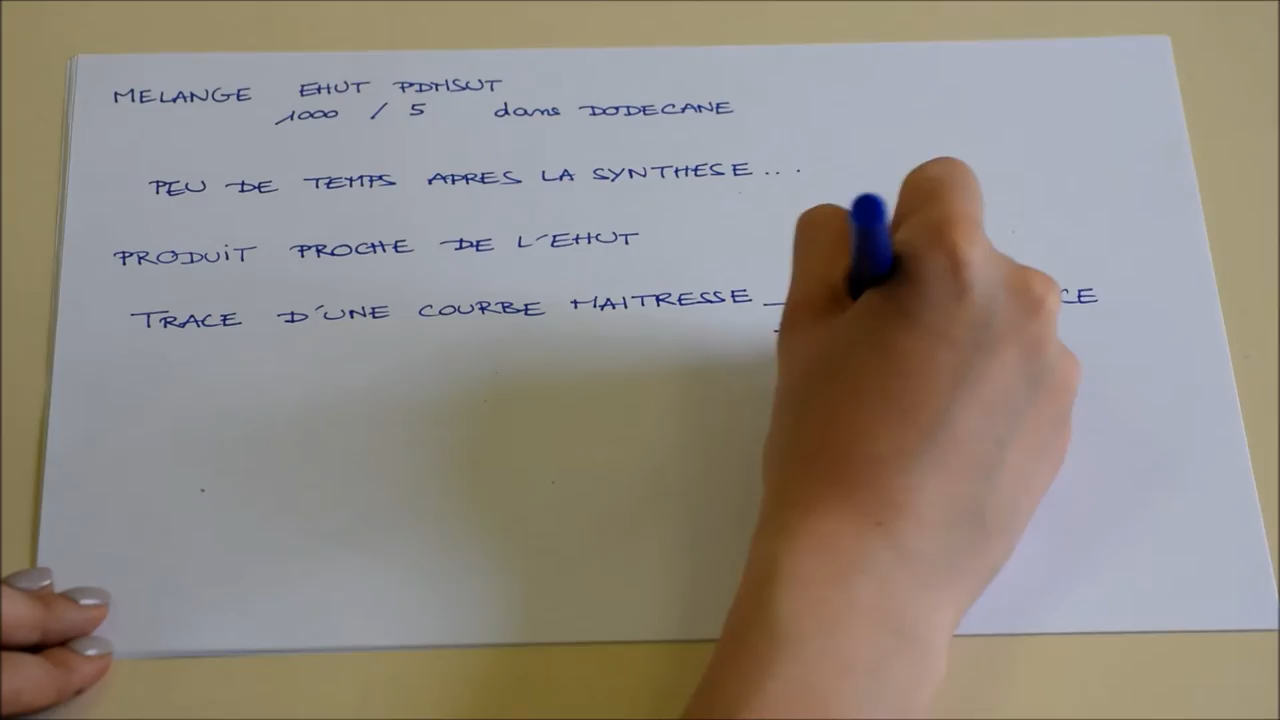 MELANGE EHUT PDMSUT
1000 / 5 dans DODECANE
PEU DE TEMPS APRES LA SYNTHESE...
PRODUIT PROCHE DE L'EHUT
TRACE D'UNE COURBE MAITRESSE